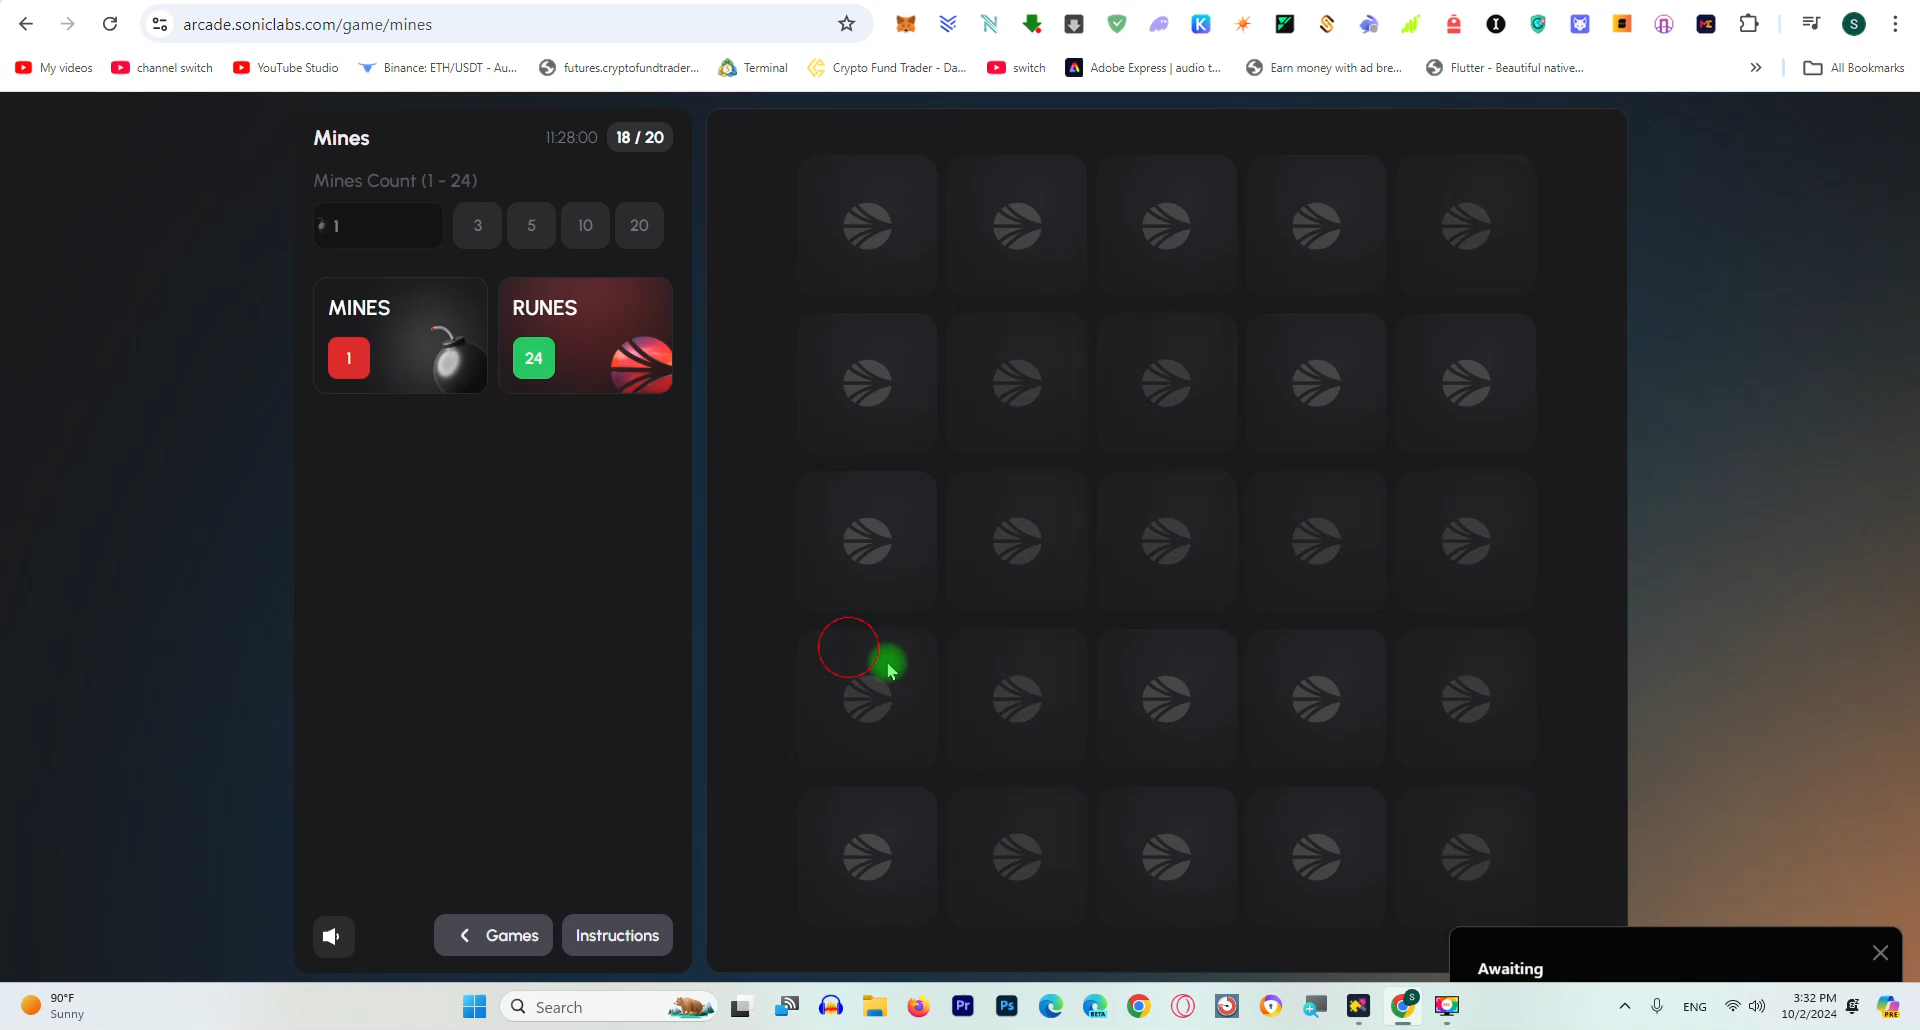 arcade.soniclabs.com/game/mines
My videos channel switch YouTube Studio Binance: ETH/USDT - Au... futures.cryptofundtrader... Terminal Crypto Fund Trader - Da... switch Adobe Express | audio t... Earn money with ad bre... Flutter - Beautiful native... All Bookmarks
Mines 11:28:00 18 / 20
Mines Count (1 - 24)
1 3 5 10 20
MINES RUNES
1 24
Games Instructions
Awaiting
90°F
Sunny
Search
ENG
3:32 PM
10/2/2024